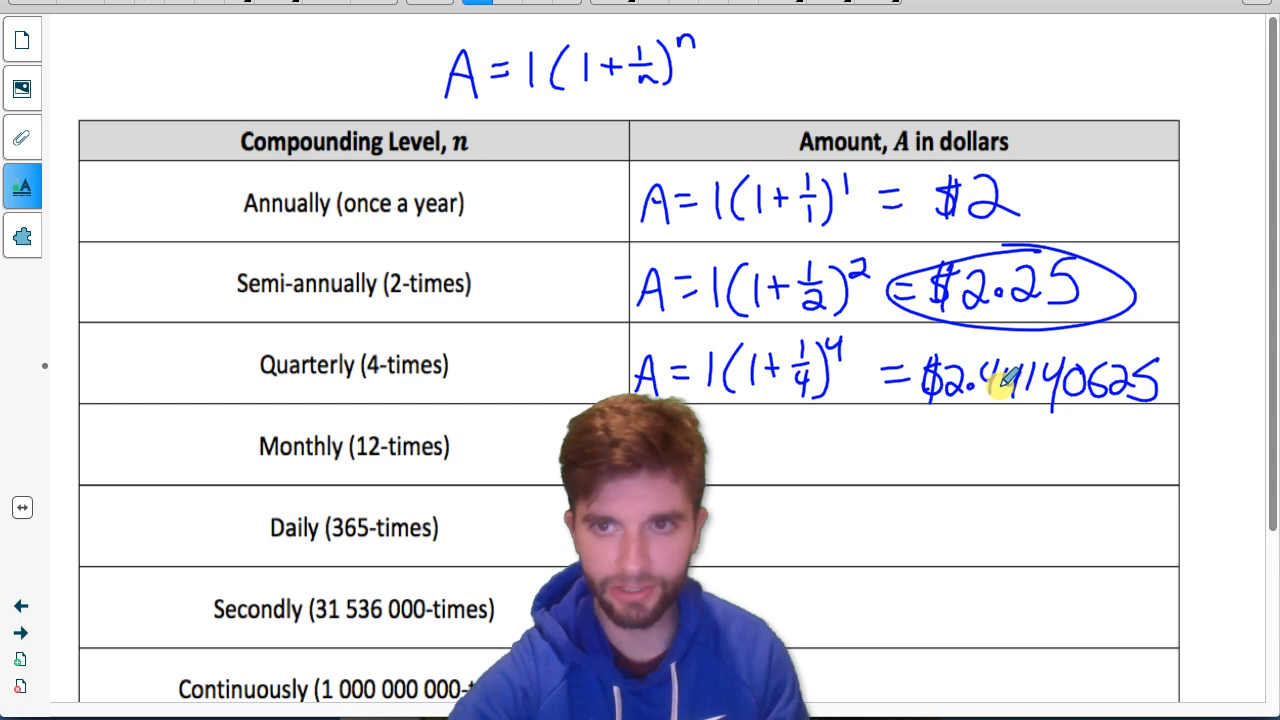 A = 1(1+1/n)^n
Compounding Level, n
Amount, A in dollars
Annually (once a year)
A = 1(1+1/1)^1 = $2
Semi-annually (2-times)
A = 1(1+1/2)^2 = $2.25
Quarterly (4-times)
A = 1(1+1/4)^4 = $2.44140625
Monthly (12-times)
Daily (365-times)
Secondly (31 536 000-times)
Continuously (1 000 000 000-